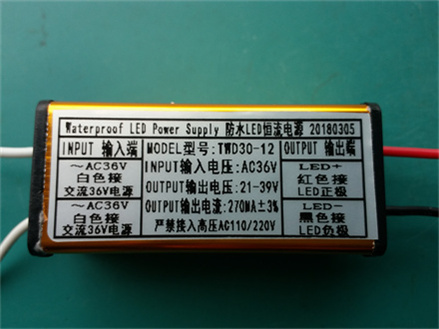 Waterproof LED Power Supply 防水LED恒流电源 20180305
INPUT 输入端
MODEL型号:TWD30-12
OUTPUT 输出端
～AC36V
白色接
交流36V电源
～AC36V
白色接
交流36V电源
INPUT输入电压:AC36V
OUTPUT输出电压:21-39V
OUTPUT输出电流:270MA±3%
严禁接入高压AC110/220V
LED+
红色接
LED正极
LED-
黑色接
LED负极